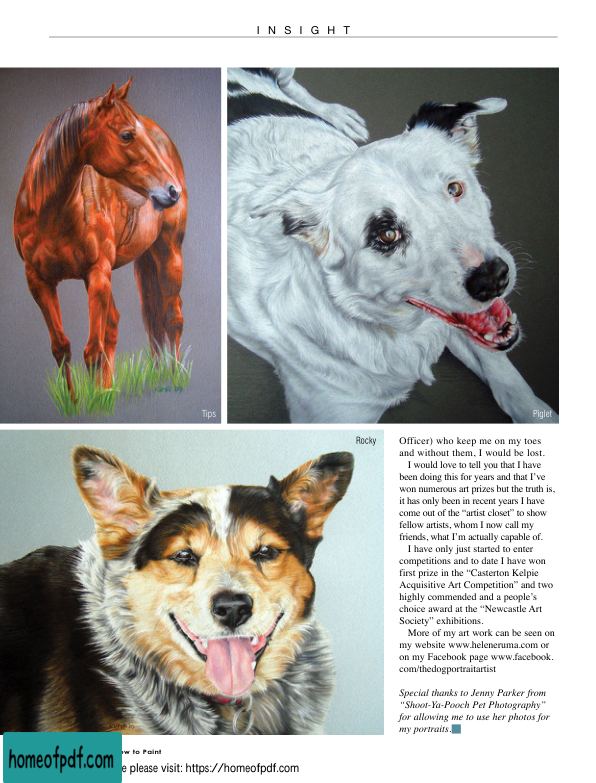 INSIGHT
Tips
Piglet
Rocky
Officer) who keep me on my toes
and without them, I would be lost.
I would love to tell you that I have
been doing this for years and that I've
won numerous art prizes but the truth is,
it has only been in recent years I have
come out of the “artist closet” to show
fellow artists, whom I now call my
friends, what I'm actually capable of.
I have only just started to enter
competitions and to date I have won
first prize in the “Casterton Kelpie
Acquisitive Art Competition” and two
highly commended and a people's
choice award at the “Newcastle Art
Society” exhibitions.
More of my art work can be seen on
my website www.heleneruma.com or
on my Facebook page www.facebook.
com/thedogportraitartist
Special thanks to Jenny Parker from
“Shoot-Ya-Pooch Pet Photography”
for allowing me to use her photos for
my portraits.
ow to Paint
homeofpdf.com
e please visit: https://homeofpdf.com